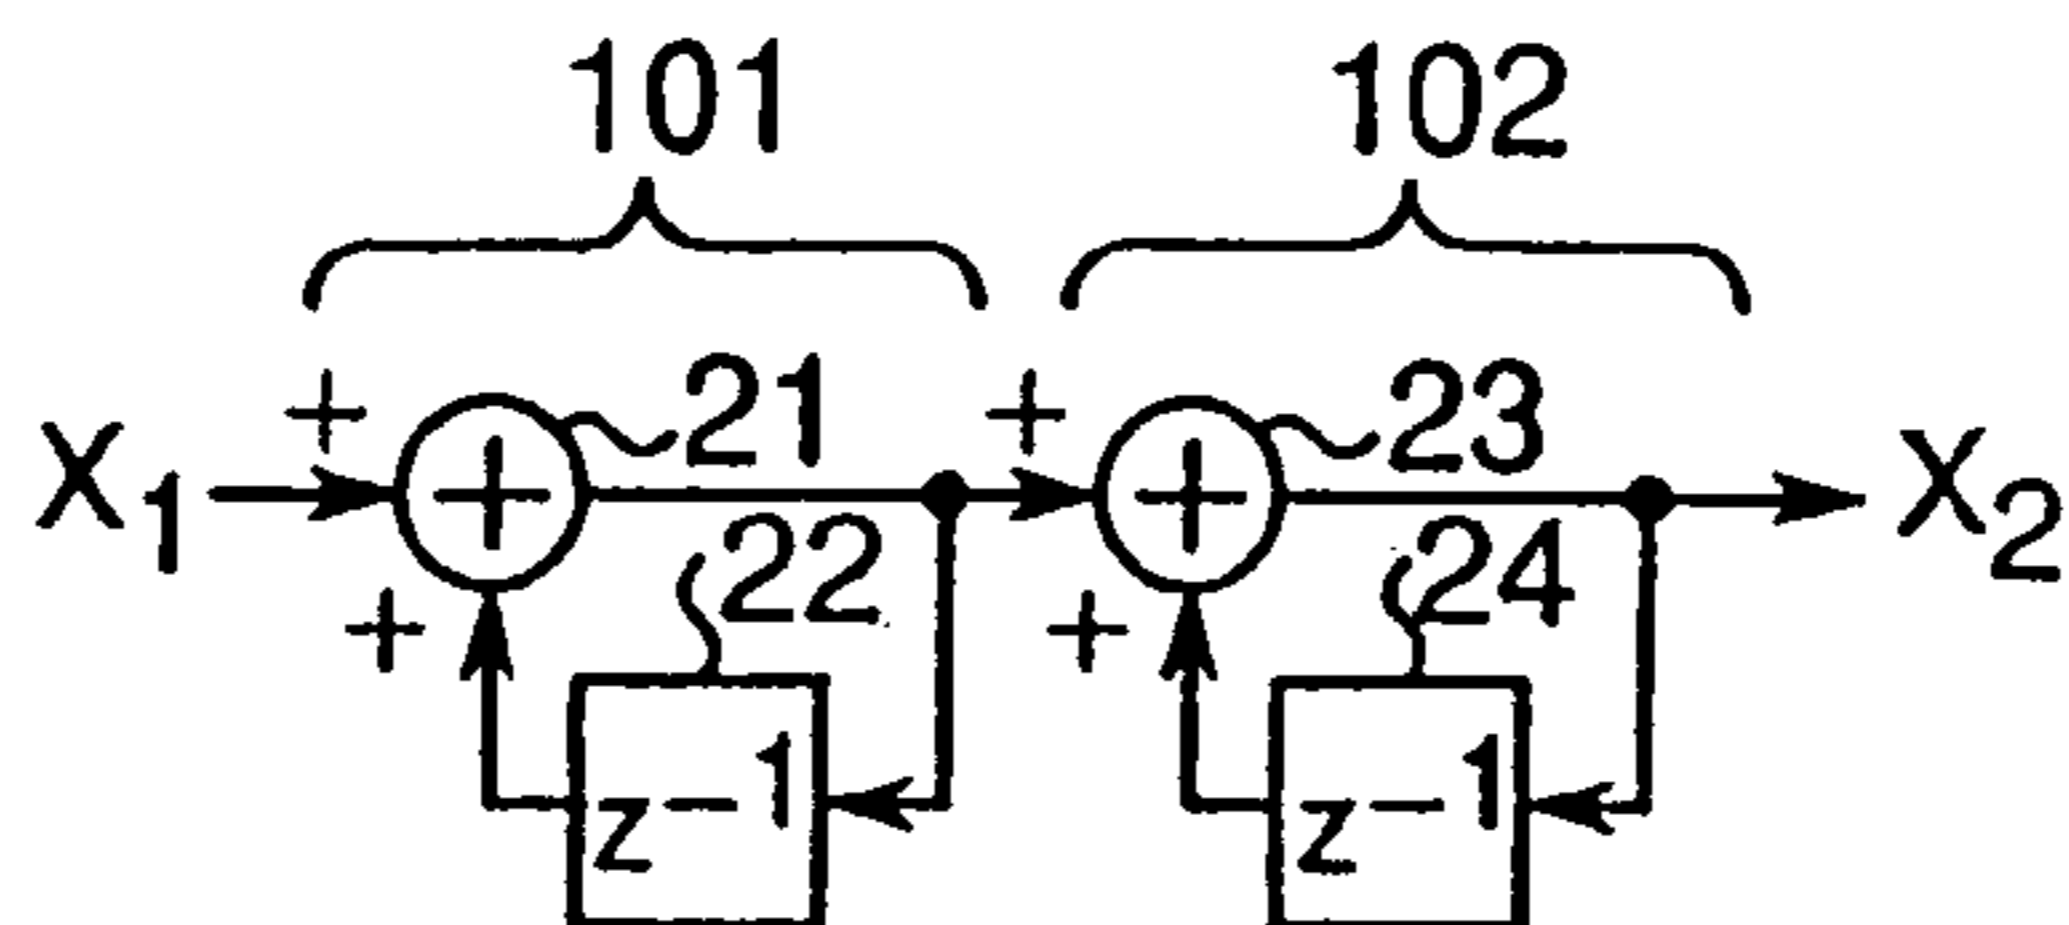 101 102
+ 21 + 23
X₁ + X₂
+ 22 + 24
z⁻¹ z⁻¹